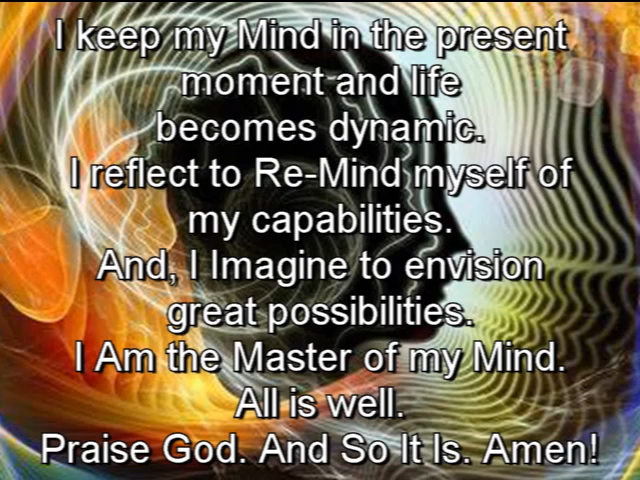 I keep my Mind in the present
moment and life
becomes dynamic.
I reflect to Re-Mind myself of
my capabilities.
And, I Imagine to envision
great possibilities.
I Am the Master of my Mind.
All is well.
Praise God. And So It Is. Amen!